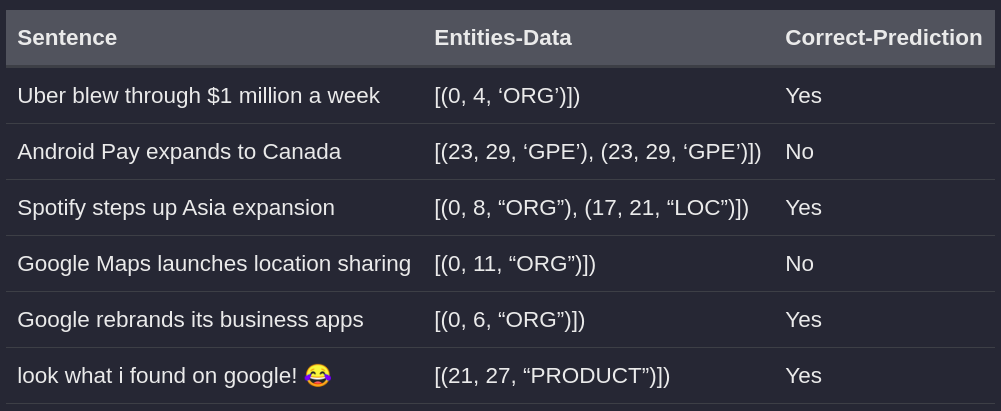 Sentence Entities-Data Correct-Prediction
Uber blew through $1 million a week [(0, 4, ‘ORG’)]) Yes
Android Pay expands to Canada [(23, 29, ‘GPE’), (23, 29, ‘GPE’)]) No
Spotify steps up Asia expansion [(0, 8, “ORG”), (17, 21, “LOC”)]) Yes
Google Maps launches location sharing [(0, 11, “ORG”)]) No
Google rebrands its business apps [(0, 6, “ORG”)]) Yes
look what i found on google! 😂 [(21, 27, “PRODUCT”)]) Yes